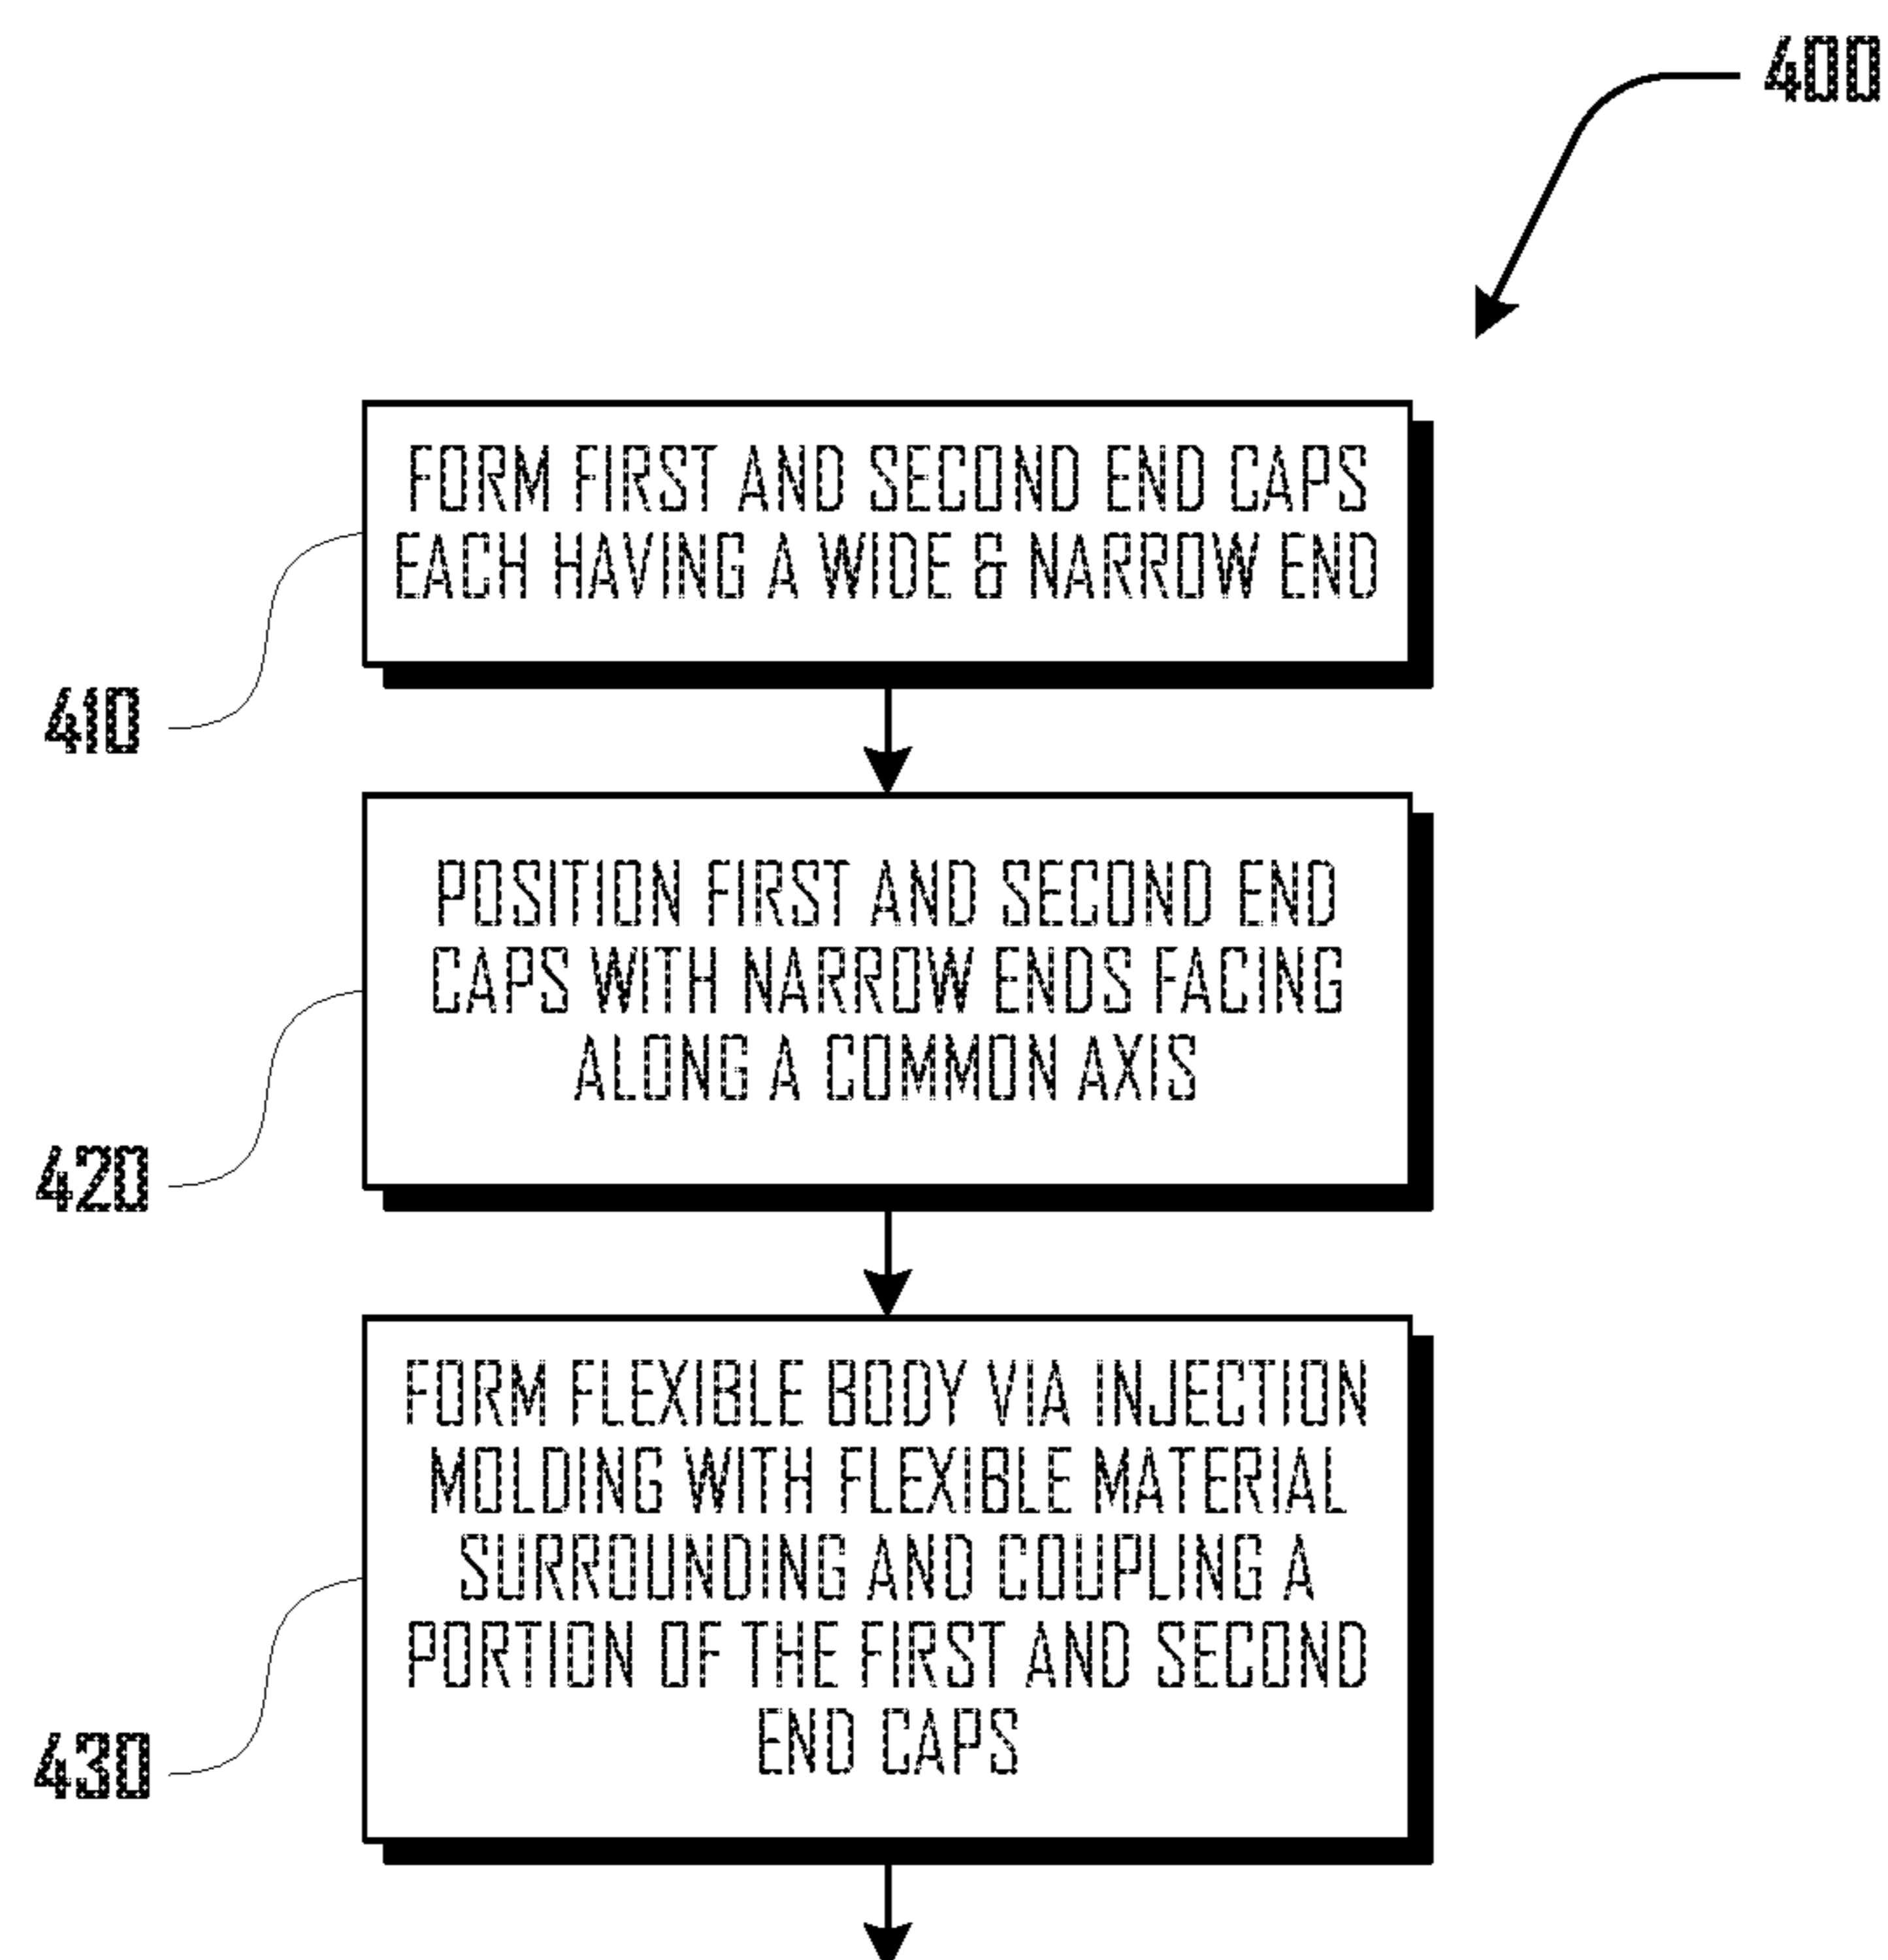 400
FORM FIRST AND SECOND END CAPS
EACH HAVING A WIDE & NARROW END
410
POSITION FIRST AND SECOND END
CAPS WITH NARROW ENDS FACING
ALONG A COMMON AXIS
420
FORM FLEXIBLE BODY VIA INJECTION
MOLDING WITH FLEXIBLE MATERIAL
SURROUNDING AND COUPLING A
PORTION OF THE FIRST AND SECOND
END CAPS
430